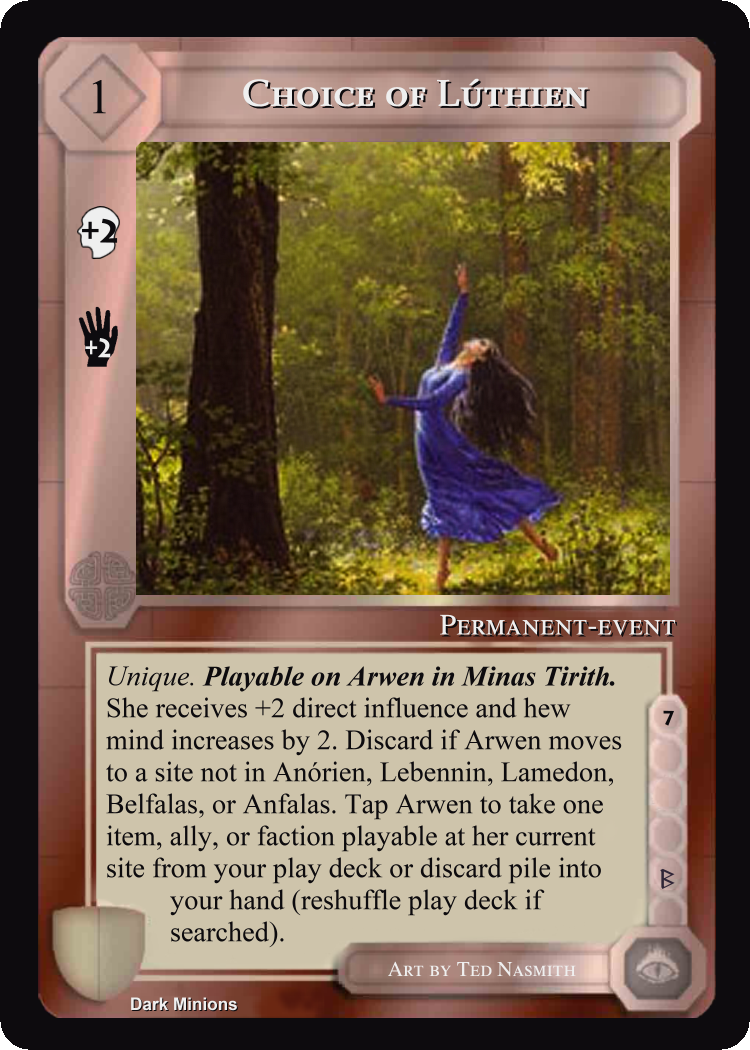 1
Choice of Lúthien
+2
+2
Permanent-event
Unique. Playable on Arwen in Minas Tirith.
She receives +2 direct influence and hew
mind increases by 2. Discard if Arwen moves
to a site not in Anórien, Lebennin, Lamedon,
Belfalas, or Anfalas. Tap Arwen to take one
item, ally, or faction playable at her current
site from your play deck or discard pile into
your hand (reshuffle play deck if
searched).
7
ᛒ
Art by Ted Nasmith
Dark Minions